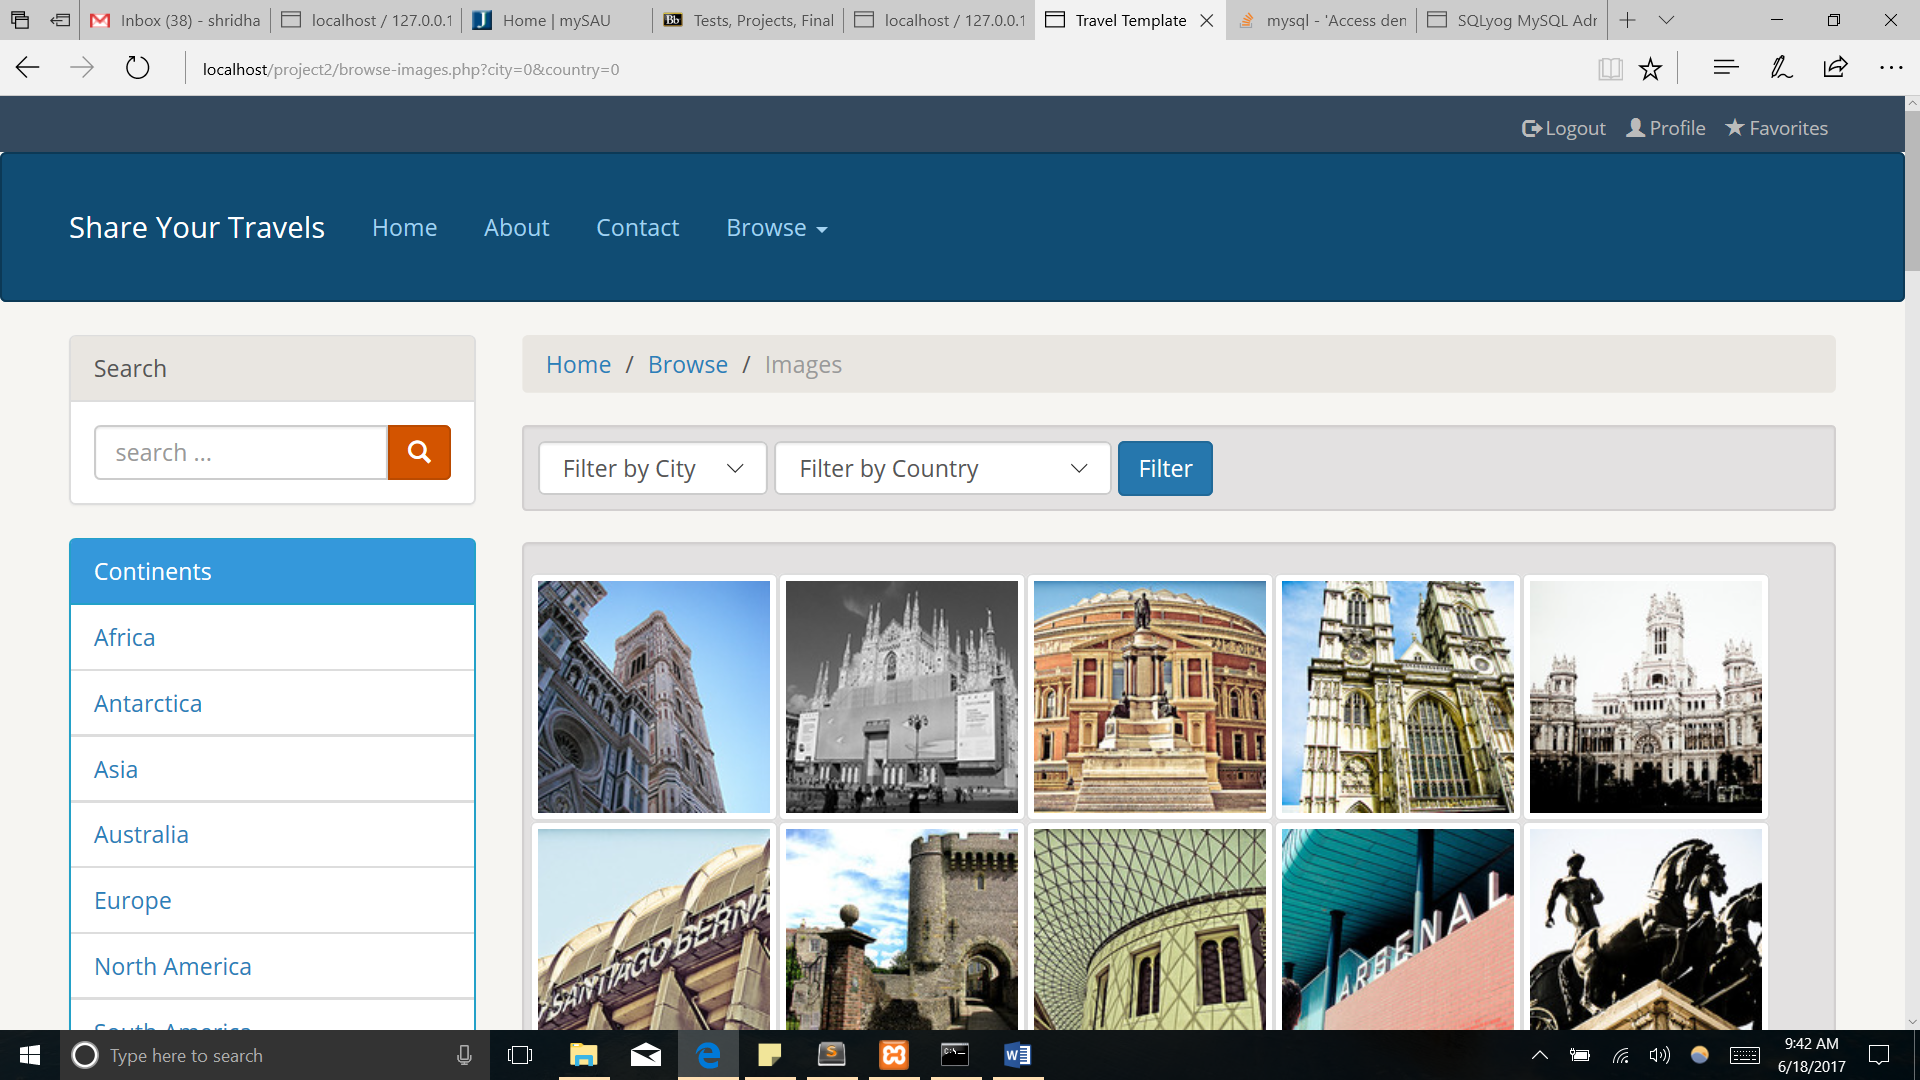 Inbox (38) - shridha
localhost / 127.0.0.1
Home | mySAU
Bb Tests, Projects, Final
localhost / 127.0.0.1
Travel Template
mysql - 'Access den
SQLyog MySQL Adr
localhost/project2/browse-images.php?city=0&country=0
Logout Profile Favorites
Share Your Travels Home About Contact Browse
Search
search ...
Home / Browse / Images
Filter by City Filter by Country Filter
Continents
Africa
Antarctica
Asia
Australia
Europe
North America
South America
SANTIAGO BERNA
ARSENAL
Type here to search
9:42 AM
6/18/2017